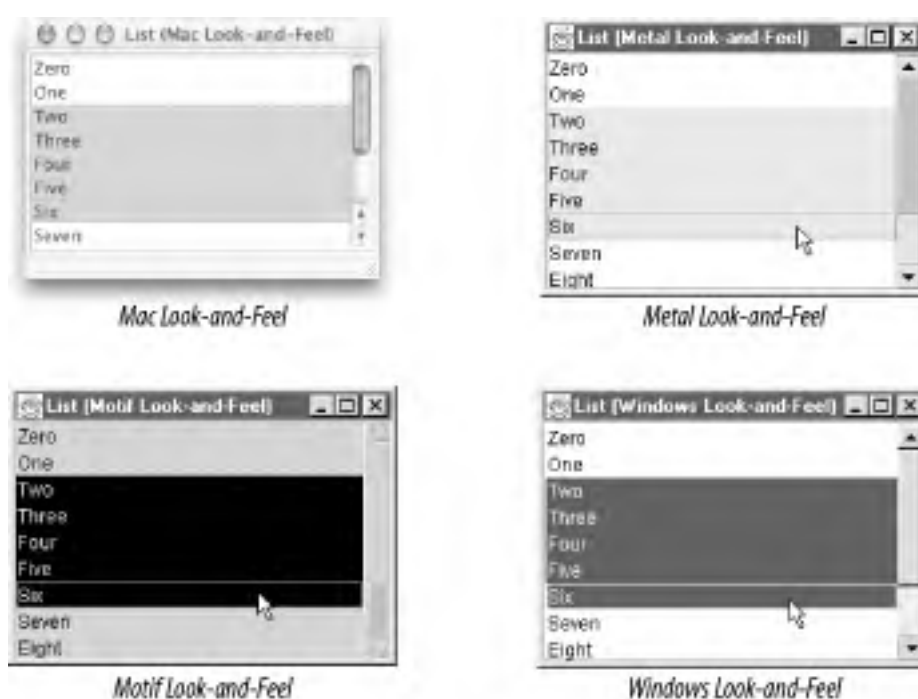 List (Mac Look-and-Feel)
Zero
One
Two
Three
Four
Five
Six
Seven
Mac Look-and-Feel
List (Metal Look-and-Feel)
Zero
One
Two
Three
Four
Five
Six
Seven
Eight
Metal Look-and-Feel
List (Motif Look-and-Feel)
Zero
One
Two
Three
Four
Five
Six
Seven
Eight
Motif Look-and-Feel
List (Windows Look-and-Feel)
Zero
One
Two
Three
Four
Five
Six
Seven
Eight
Windows Look-and-Feel